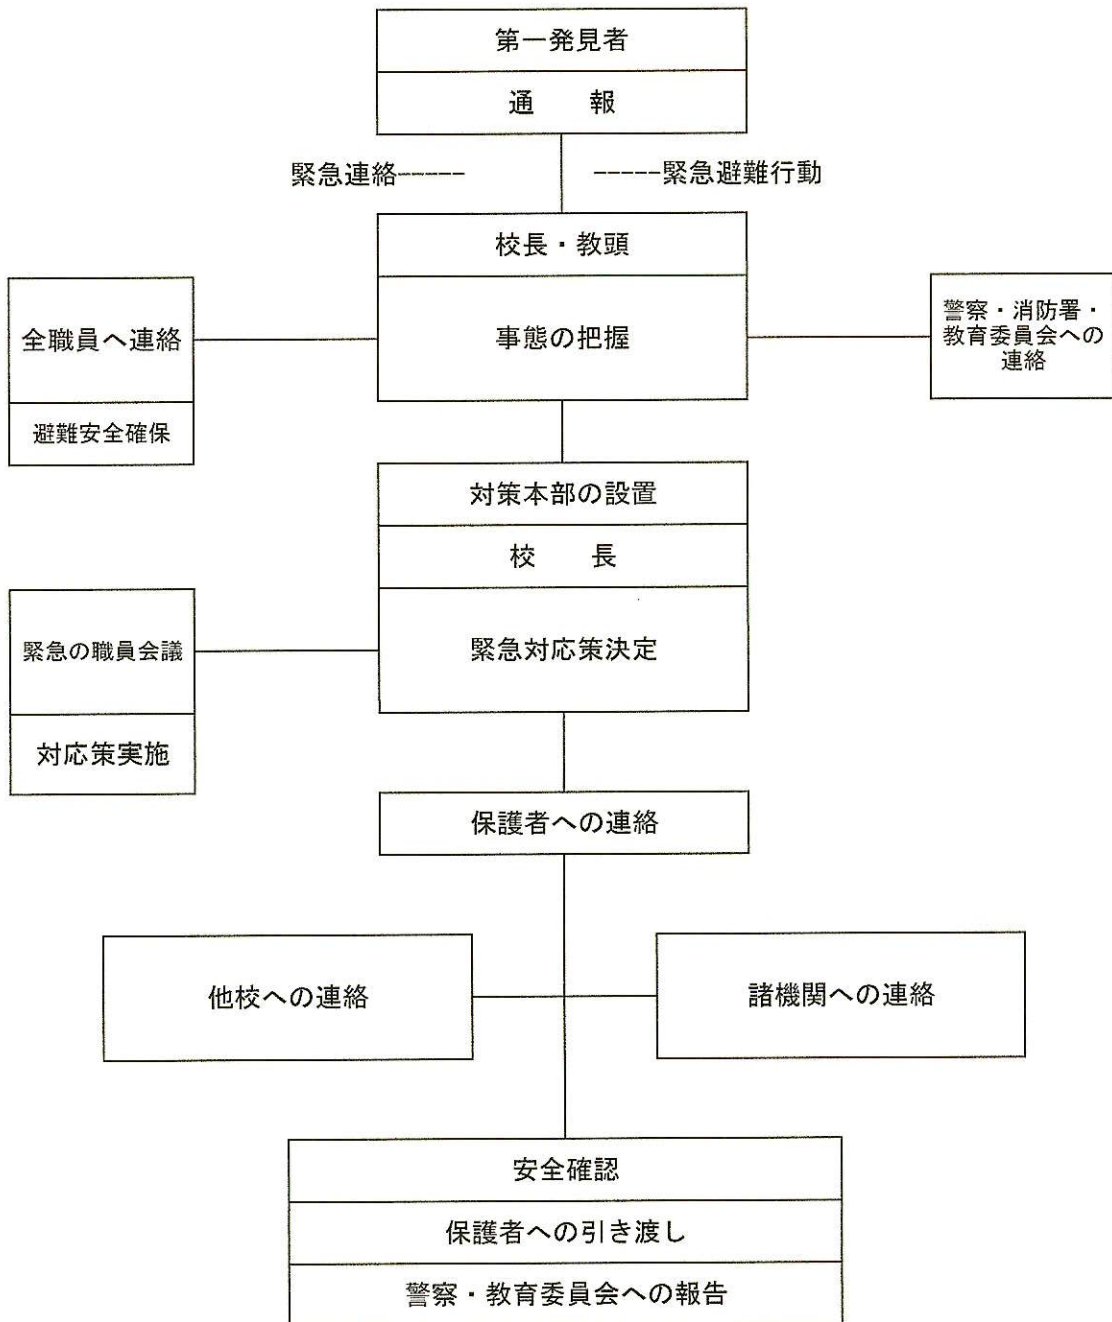 第一発見者
通　　報
緊急連絡-----
-----緊急避難行動
校長・教頭
事態の把握
全職員へ連絡
避難安全確保
警察・消防署・
教育委員会への
連絡
対策本部の設置
校　　長
緊急対応策決定
緊急の職員会議
対応策実施
保護者への連絡
他校への連絡
諸機関への連絡
安全確認
保護者への引き渡し
警察・教育委員会への報告